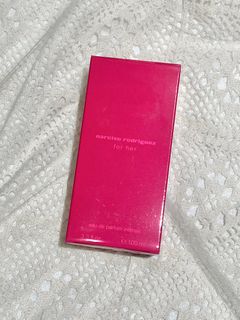 narciso rodriguez
for her
eau de parfum intense
℮ 100 ml